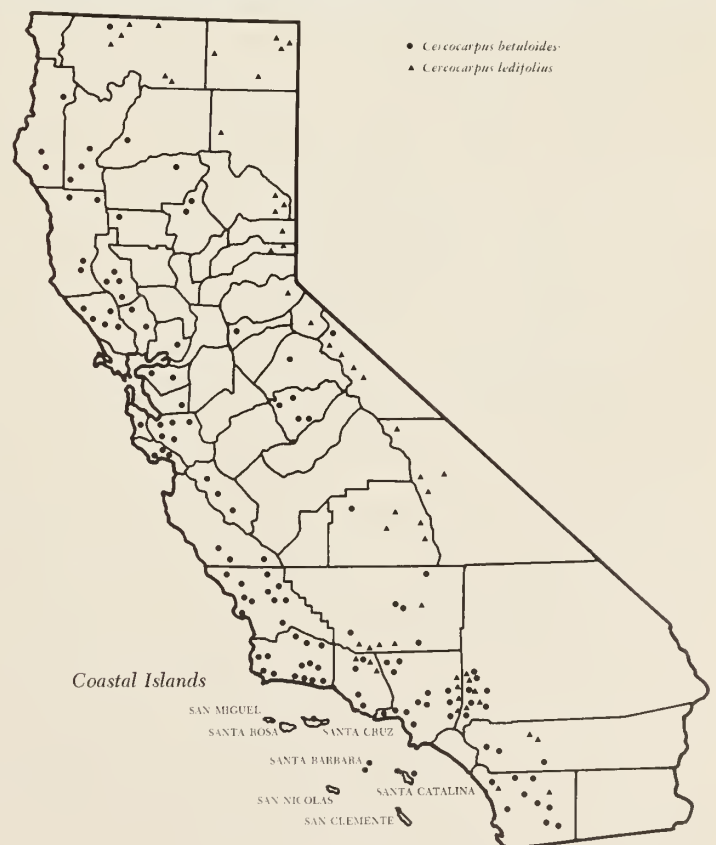 Cercocarpus betuloides
Cercocarpus ledifolius
Coastal Islands
SAN MIGUEL
SANTA ROSA
SANTA CRUZ
SANTA BARBARA
SANTA CATALINA
SAN NICOLAS
SAN CLEMENTE